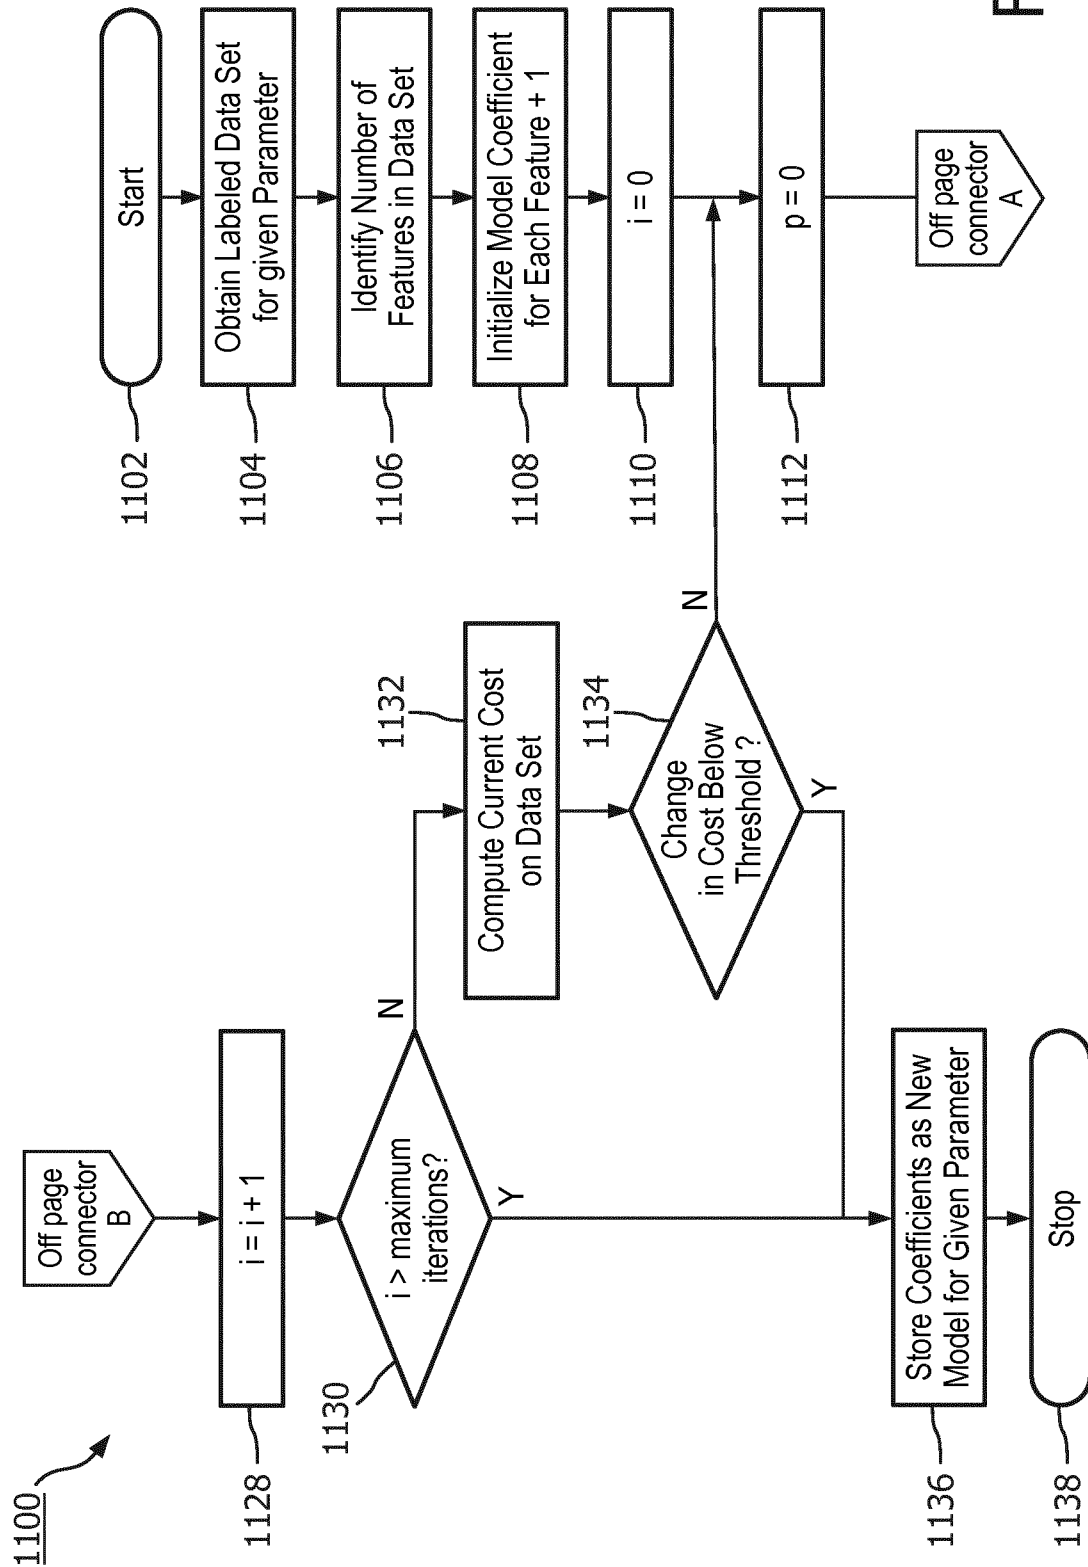 1100
Start
1102
Obtain Labeled Data Set
for given Parameter
1104
Identify Number of
Features in Data Set
1106
Initialize Model Coefficient
for Each Feature + 1
1108
i = 0
1110
p = 0
1112
Off page
connector
A
Off page
connector
B
i = i + 1
1128
i > maximum
iterations?
1130
N
Y
Compute Current Cost
on Data Set
1132
Change
in Cost Below
Threshold ?
1134
N
Y
Store Coefficients as New
Model for Given Parameter
1136
Stop
1138